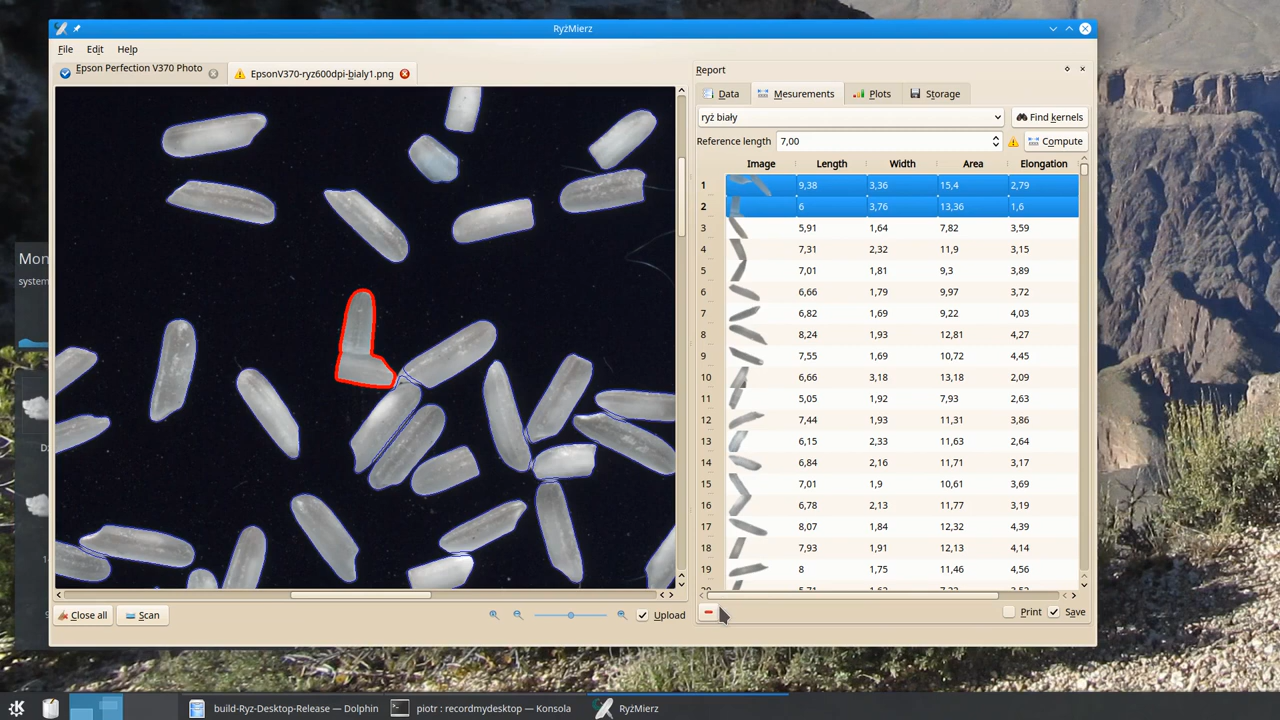 RyżMierz
File Edit Help
Epson Perfection V370 Photo
EpsonV370-ryz600dpi-bialy1.png
Report
Data Mesurements Plots Storage
ryż biały Find kernels
Reference length 7,00 Compute
Image Length Width Area Elongation
1 9,38 3,36 15,4 2,79
2 6 3,76 13,36 1,6
3 5,91 1,64 7,82 3,59
4 7,31 2,32 11,9 3,15
5 7,01 1,81 9,3 3,89
6 6,66 1,79 9,97 3,72
7 6,82 1,69 9,22 4,03
8 8,24 1,93 12,81 4,27
9 7,55 1,69 10,72 4,45
10 6,66 3,18 13,18 2,09
11 5,05 1,92 7,93 2,63
12 7,44 1,93 11,31 3,86
13 6,15 2,33 11,63 2,64
14 6,84 2,16 11,71 3,17
15 7,01 1,9 10,61 3,69
16 6,78 2,13 11,77 3,19
17 8,07 1,84 12,32 4,39
18 7,93 1,91 12,13 4,14
19 8 1,75 11,46 4,56
Mon
system
Close all Scan Upload Print Save
build-Ryz-Desktop-Release — Dolphin piotr : recordmydesktop — Konsola RyżMierz